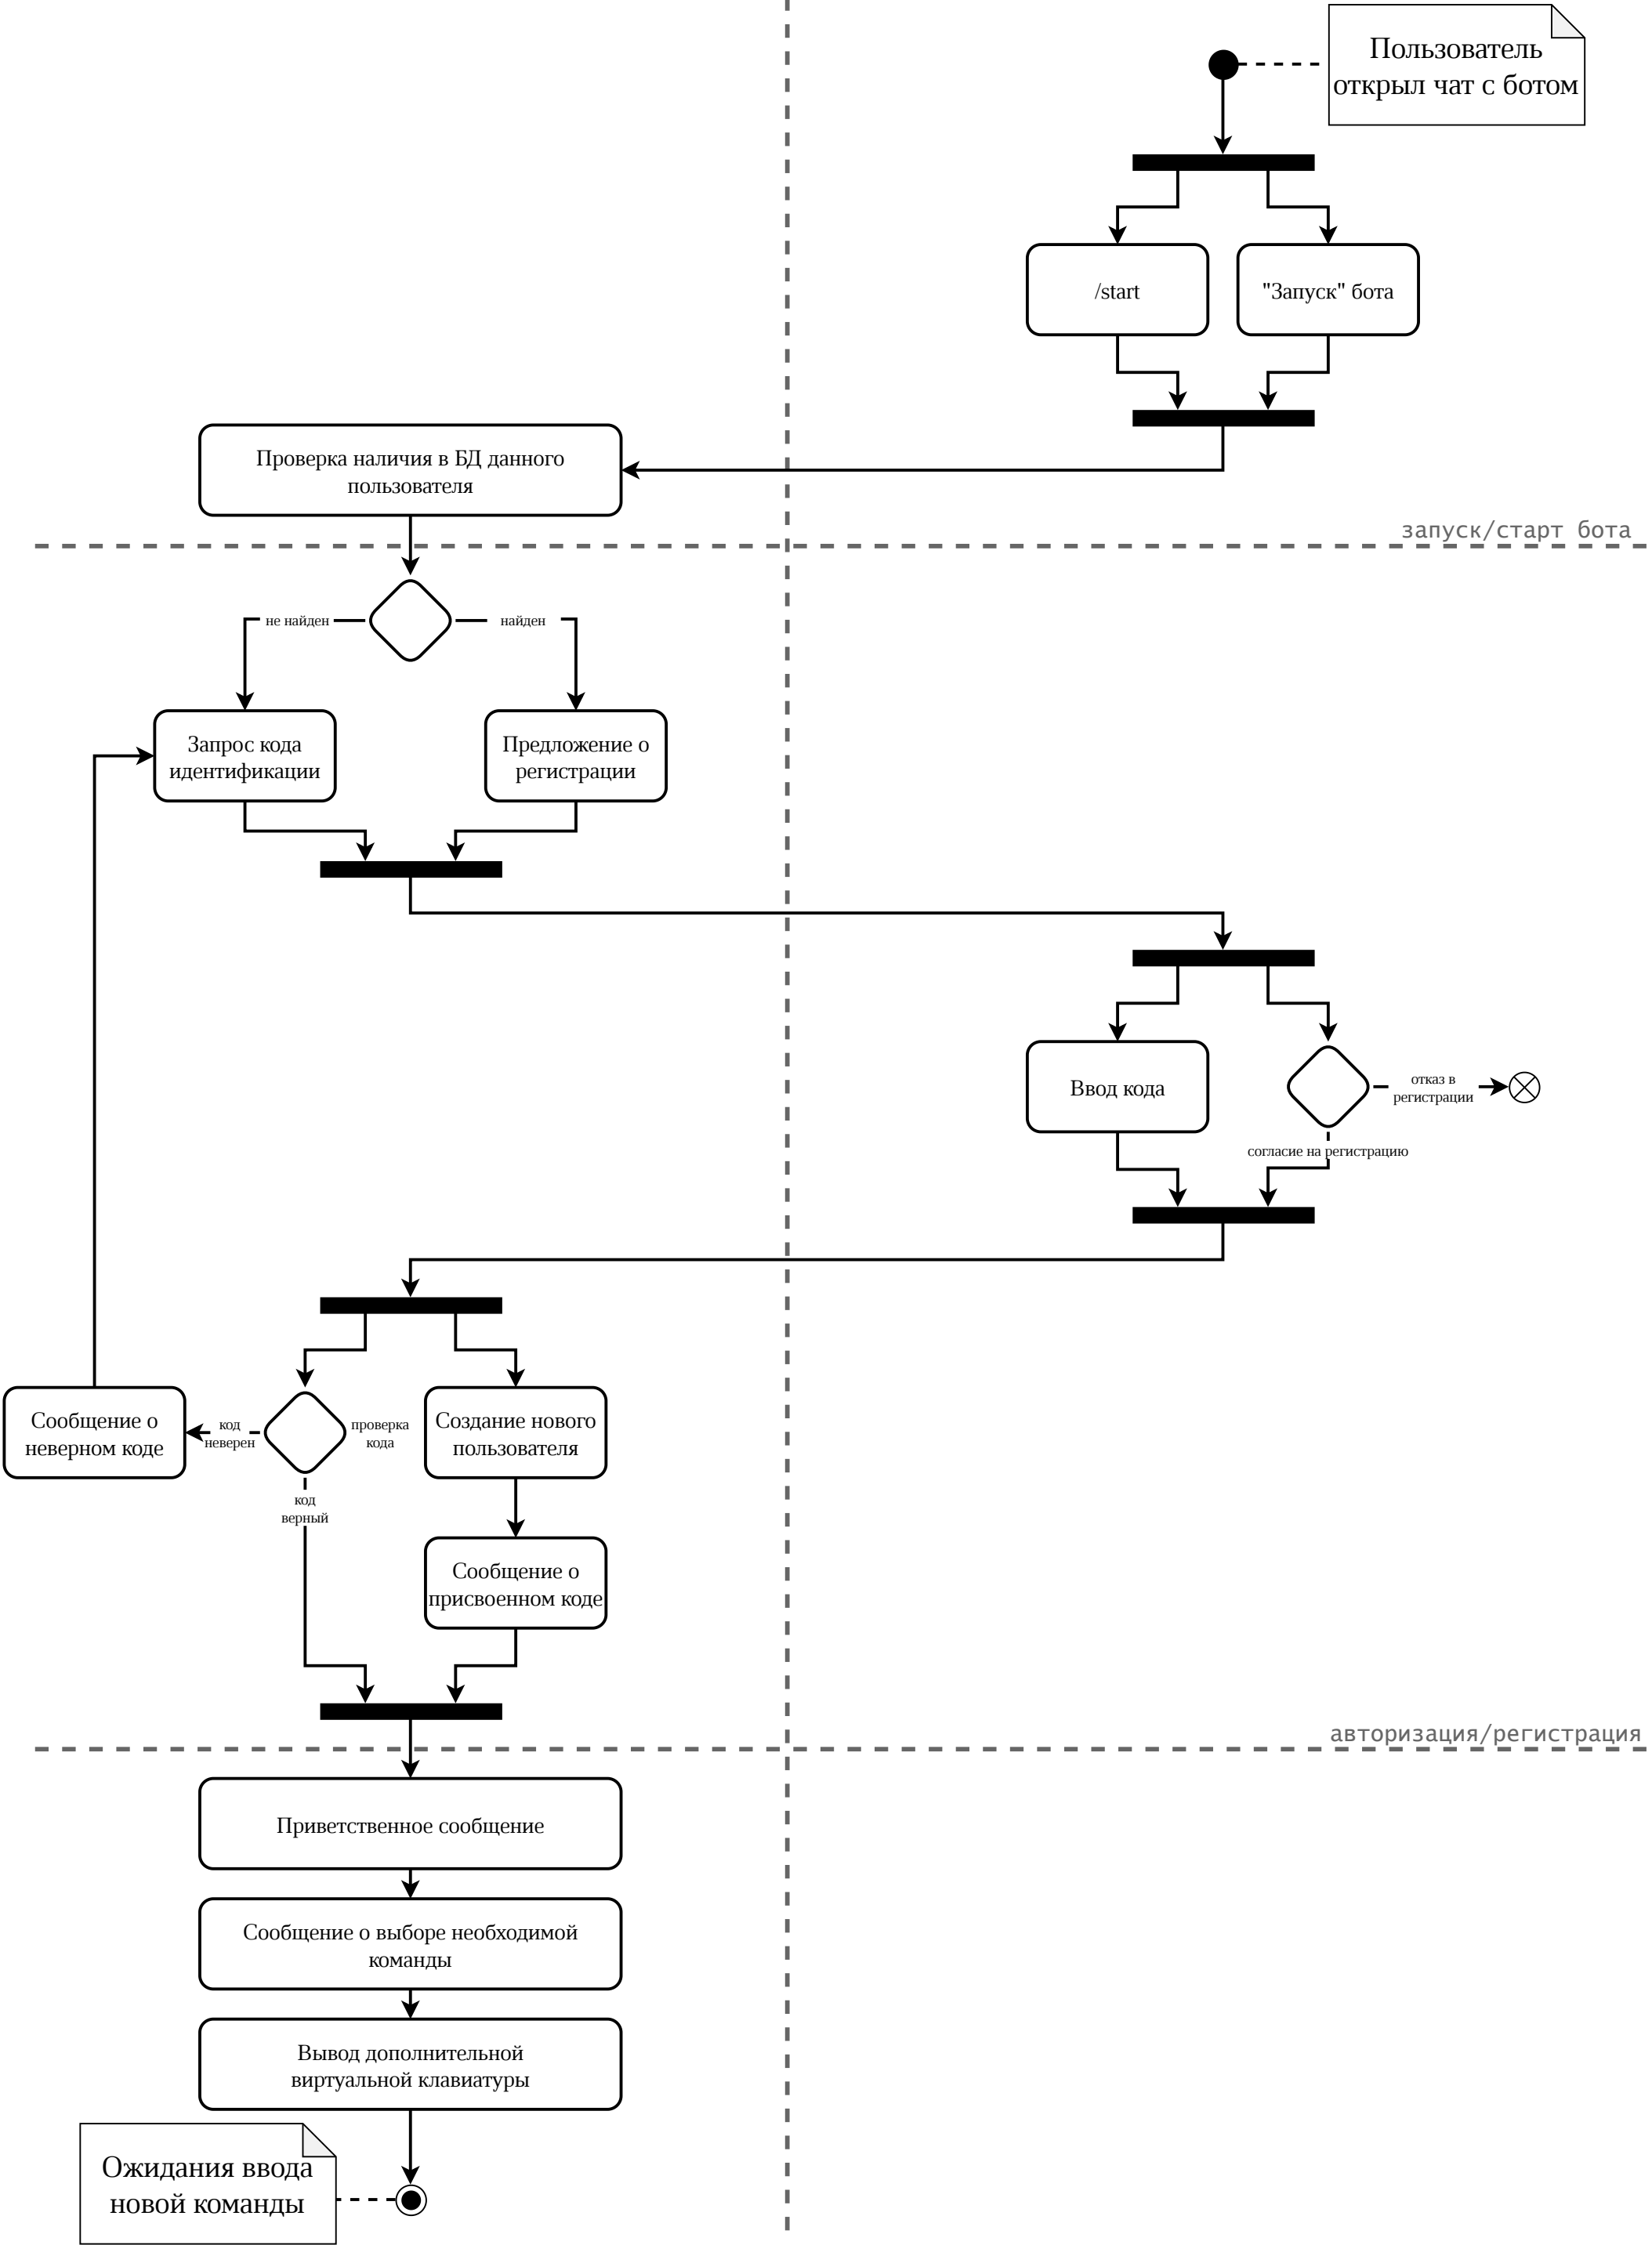 Пользователь
открыл чат с ботом
/start
"Запуск" бота
Проверка наличия в БД данного
пользователя
запуск/старт бота
не найден
найден
Запрос кода
идентификации
Предложение о
регистрации
Ввод кода
отказ в
регистрации
согласие на регистрацию
Сообщение о
неверном коде
код
неверен
проверка
кода
Создание нового
пользователя
код
верный
Сообщение о
присвоенном коде
авторизация/регистрация
Приветственное сообщение
Сообщение о выборе необходимой
команды
Вывод дополнительной
виртуальной клавиатуры
Ожидания ввода
новой команды